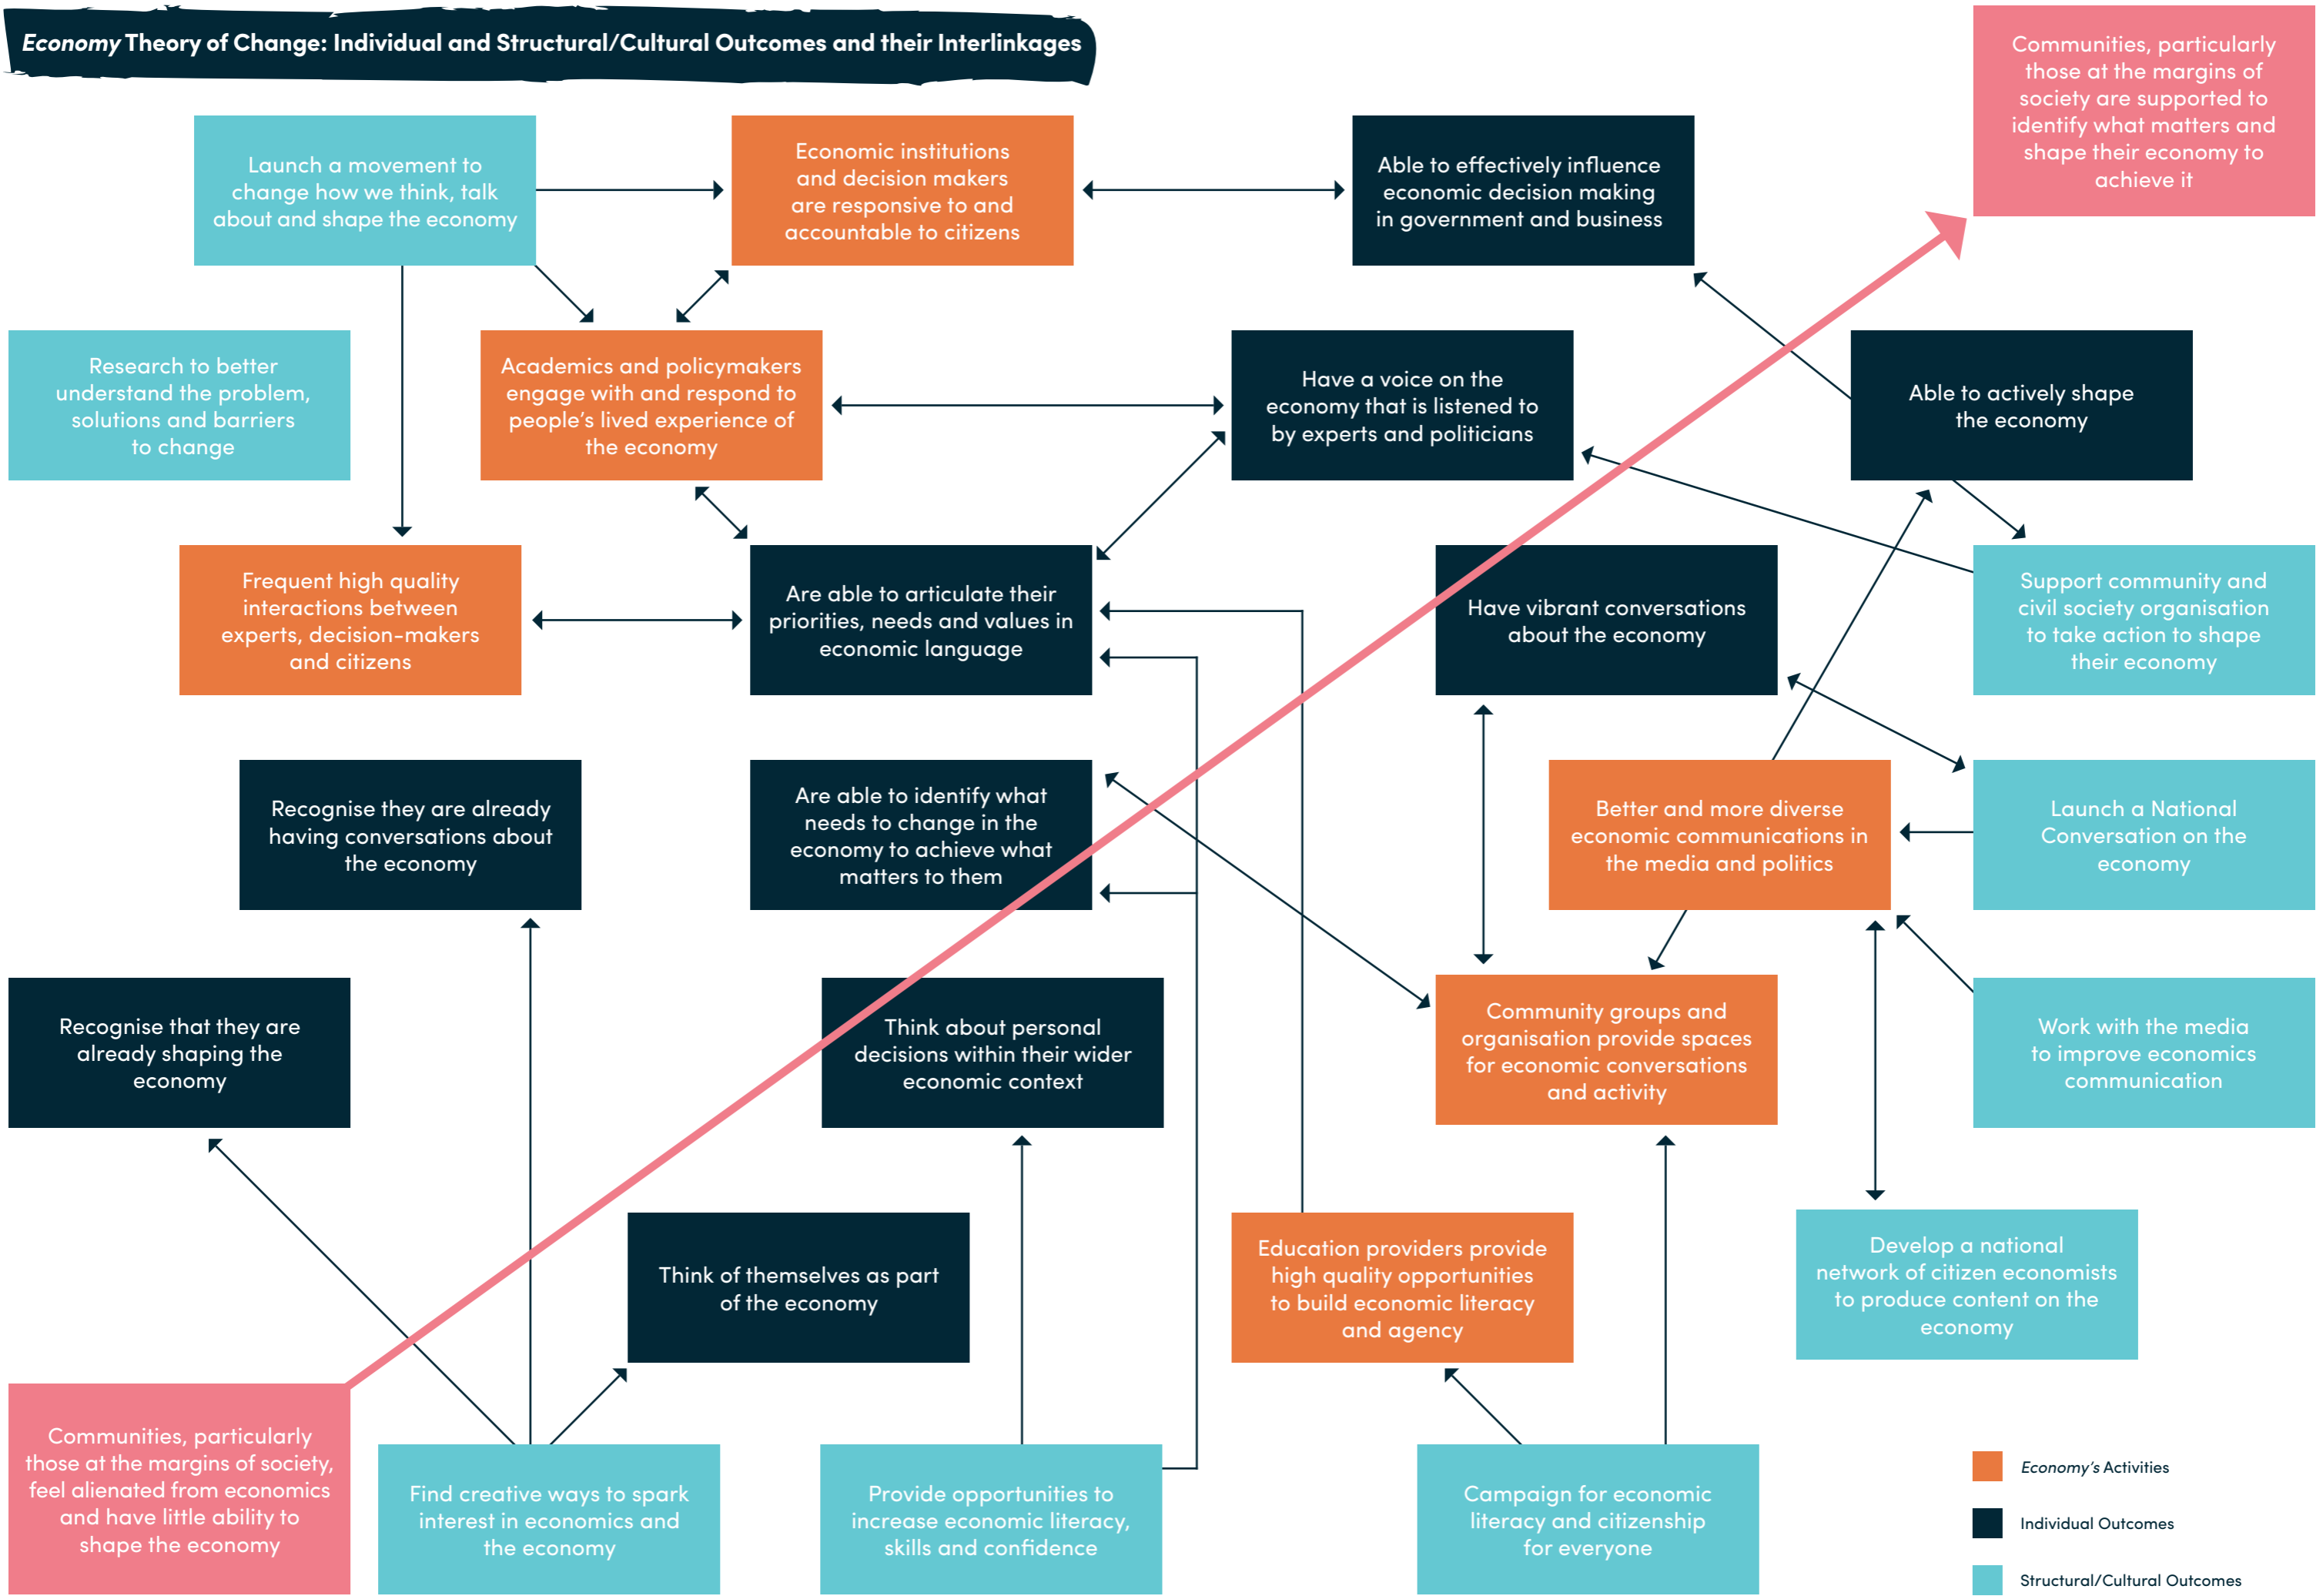 Economy Theory of Change: Individual and Structural/Cultural Outcomes and their Interlinkages
Communities, particularly
those at the margins of
society are supported to
identify what matters and
shape their economy to
achieve it
Launch a movement to
change how we think, talk
about and shape the economy
Economic institutions
and decision makers
are responsive to and
accountable to citizens
Able to effectively influence
economic decision making
in government and business
Research to better
understand the problem,
solutions and barriers
to change
Academics and policymakers
engage with and respond to
people’s lived experience of
the economy
Have a voice on the
economy that is listened to
by experts and politicians
Able to actively shape
the economy
Frequent high quality
interactions between
experts, decision-makers
and citizens
Are able to articulate their
priorities, needs and values in
economic language
Have vibrant conversations
about the economy
Support community and
civil society organisation
to take action to shape
their economy
Recognise they are already
having conversations about
the economy
Are able to identify what
needs to change in the
economy to achieve what
matters to them
Better and more diverse
economic communications in
the media and politics
Launch a National
Conversation on the
economy
Recognise that they are
already shaping the
economy
Think about personal
decisions within their wider
economic context
Community groups and
organisation provide spaces
for economic conversations
and activity
Work with the media
to improve economics
communication
Think of themselves as part
of the economy
Education providers provide
high quality opportunities
to build economic literacy
and agency
Develop a national
network of citizen economists
to produce content on the
economy
Communities, particularly
those at the margins of society,
feel alienated from economics
and have little ability to
shape the economy
Find creative ways to spark
interest in economics and
the economy
Provide opportunities to
increase economic literacy,
skills and confidence
Campaign for economic
literacy and citizenship
for everyone
Economy’s Activities
Individual Outcomes
Structural/Cultural Outcomes